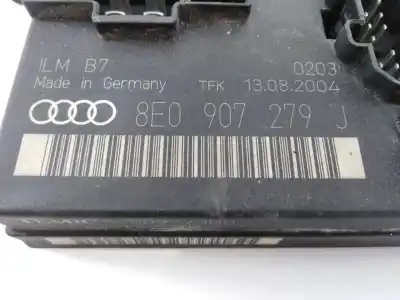 ILM B7 0203
Made in Germany TFK 13.08.2004
8E0 907 279 J